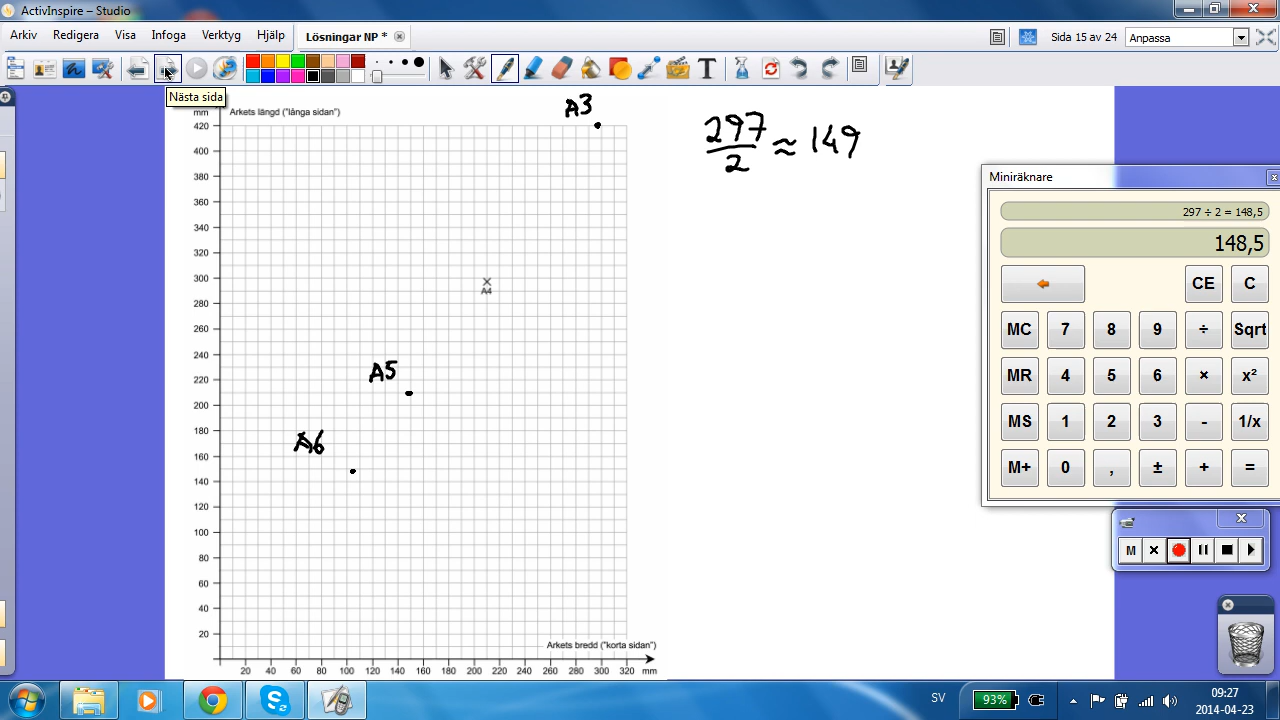 ActivInspire – Studio
Arkiv Redigera Visa Infoga Verktyg Hjälp Lösningar NP * Sida 15 av 24 Anpassa
Nästa sida
mm Arkets längd ("långa sidan")
420
400
380
360
340
320
300
280
260
240
220
200
180
160
140
120
100
80
60
40
20
A3
A4
A5
A6
Arkets bredd ("korta sidan")
20 40 60 80 100 120 140 160 180 200 220 240 260 280 300 320 mm
297
2
≈ 149
Miniräknare
297 ÷ 2 = 148,5
148,5
CE C
MC 7 8 9 ÷ Sqrt
MR 4 5 6 × x²
MS 1 2 3 - 1/x
M+ 0 , ± + =
M
SV 93% 09:27
2014-04-23